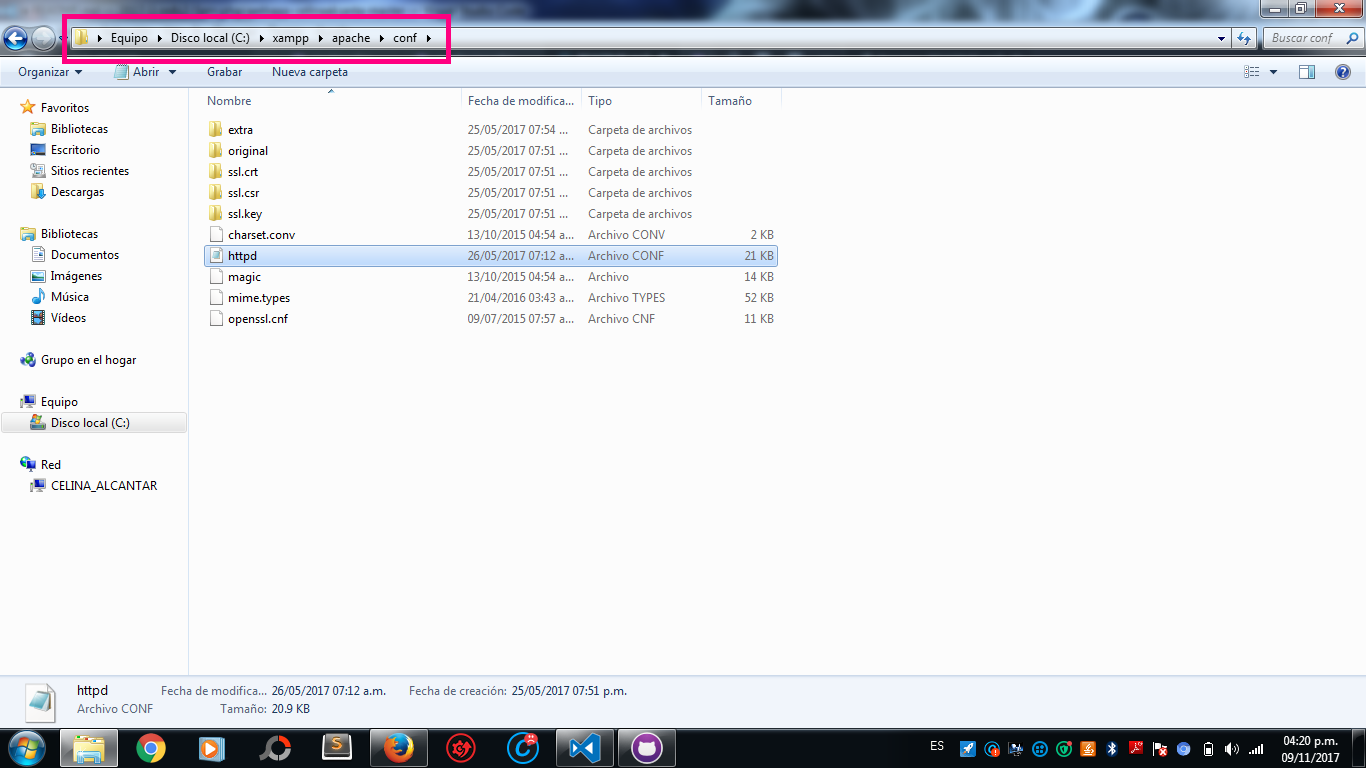 Equipo Disco local (C:) xampp apache conf
Buscar conf
Organizar Abrir Grabar Nueva carpeta
Favoritos
Bibliotecas
Escritorio
Sitios recientes
Descargas
Bibliotecas
Documentos
Imágenes
Música
Vídeos
Grupo en el hogar
Equipo
Disco local (C:)
Red
CELINA_ALCANTAR
Nombre Fecha de modifica... Tipo Tamaño
extra 25/05/2017 07:54 ... Carpeta de archivos
original 25/05/2017 07:51 ... Carpeta de archivos
ssl.crt 25/05/2017 07:51 ... Carpeta de archivos
ssl.csr 25/05/2017 07:51 ... Carpeta de archivos
ssl.key 25/05/2017 07:51 ... Carpeta de archivos
charset.conv 13/10/2015 04:54 a... Archivo CONV 2 KB
httpd 26/05/2017 07:12 a... Archivo CONF 21 KB
magic 13/10/2015 04:54 a... Archivo 14 KB
mime.types 21/04/2016 03:43 a... Archivo TYPES 52 KB
openssl.cnf 09/07/2015 07:57 a... Archivo CNF 11 KB
httpd Fecha de modifica... 26/05/2017 07:12 a.m. Fecha de creación: 25/05/2017 07:51 p.m.
Archivo CONF Tamaño: 20.9 KB
ES
04:20 p.m.
09/11/2017